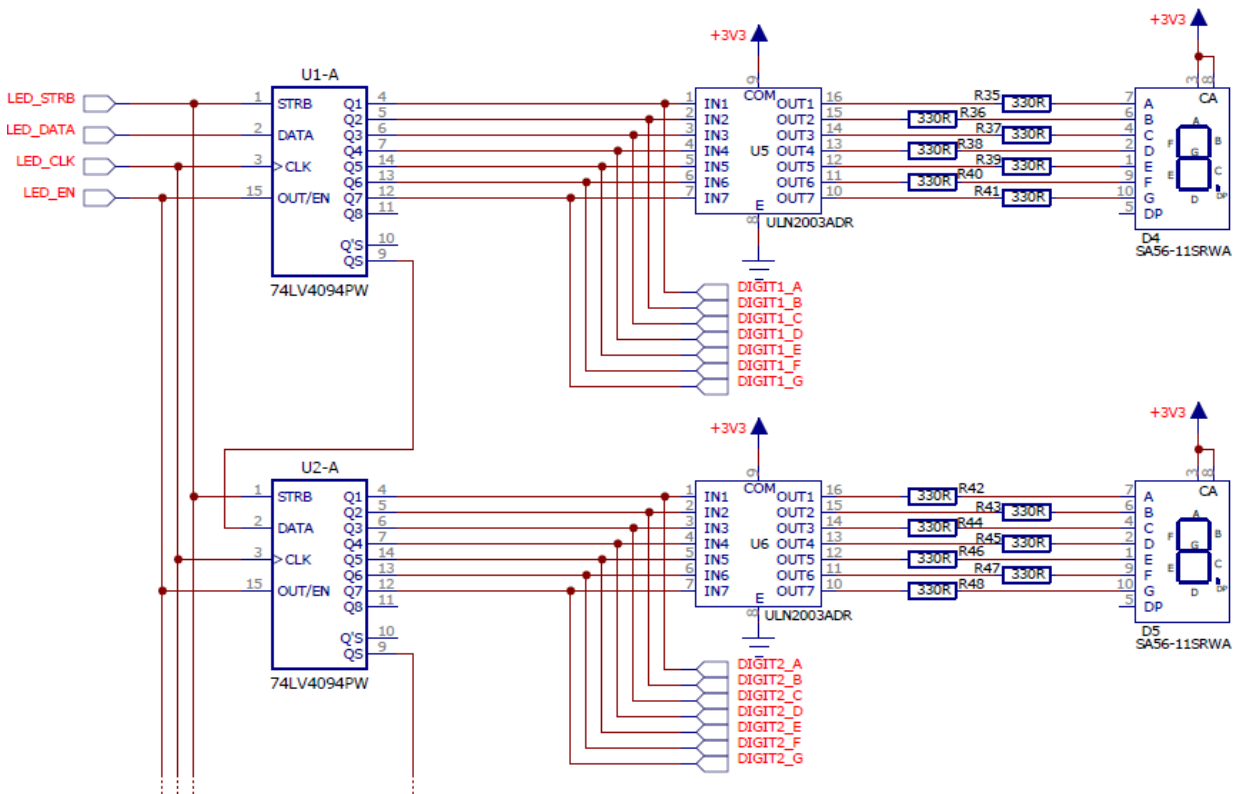 +3V3
+3V3
U1-A
LED_STRB
LED_DATA
LED_CLK
LED_EN
1 STRB Q1 4
Q2 5
2 DATA Q3 6
Q4 7
3 CLK Q5 14
Q6 13
15 OUT/EN Q7 12
Q8 11
Q'S 10
QS 9
74LV4094PW
9
COM
1 IN1 OUT1 16
2 IN2 OUT2 15
3 IN3 OUT3 14
4 IN4 U5 OUT4 13
5 IN5 OUT5 12
6 IN6 OUT6 11
7 IN7 OUT7 10
E
8
ULN2003ADR
R35 330R
330R R36
R37 330R
330R R38
R39 330R
330R R40
R41 330R
3 8
CA
7 A
6 B
4 C
2 D
1 E
9 F
10 G
5 DP
A
F G B
E C
D DP
D4
SA56-11SRWA
DIGIT1_A
DIGIT1_B
DIGIT1_C
DIGIT1_D
DIGIT1_E
DIGIT1_F
DIGIT1_G
+3V3
+3V3
U2-A
1 STRB Q1 4
Q2 5
2 DATA Q3 6
Q4 7
3 CLK Q5 14
Q6 13
15 OUT/EN Q7 12
Q8 11
Q'S 10
QS 9
74LV4094PW
9
COM
1 IN1 OUT1 16
2 IN2 OUT2 15
3 IN3 OUT3 14
4 IN4 U6 OUT4 13
5 IN5 OUT5 12
6 IN6 OUT6 11
7 IN7 OUT7 10
E
8
ULN2003ADR
330R R42
R43 330R
330R R44
R45 330R
330R R46
R47 330R
330R R48
3 8
CA
7 A
6 B
4 C
2 D
1 E
9 F
10 G
5 DP
A
F G B
E C
D DP
D5
SA56-11SRWA
DIGIT2_A
DIGIT2_B
DIGIT2_C
DIGIT2_D
DIGIT2_E
DIGIT2_F
DIGIT2_G